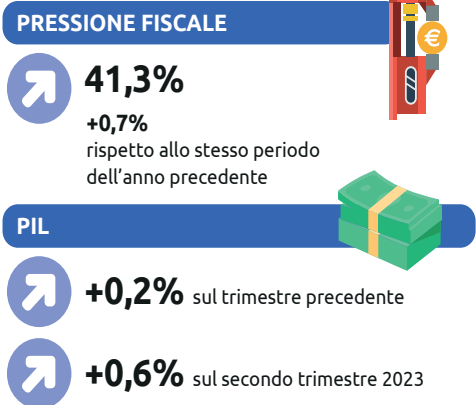 PRESSIONE FISCALE
€
41,3%
+0,7%
rispetto allo stesso periodo
dell’anno precedente
PIL
+0,2% sul trimestre precedente
+0,6% sul secondo trimestre 2023